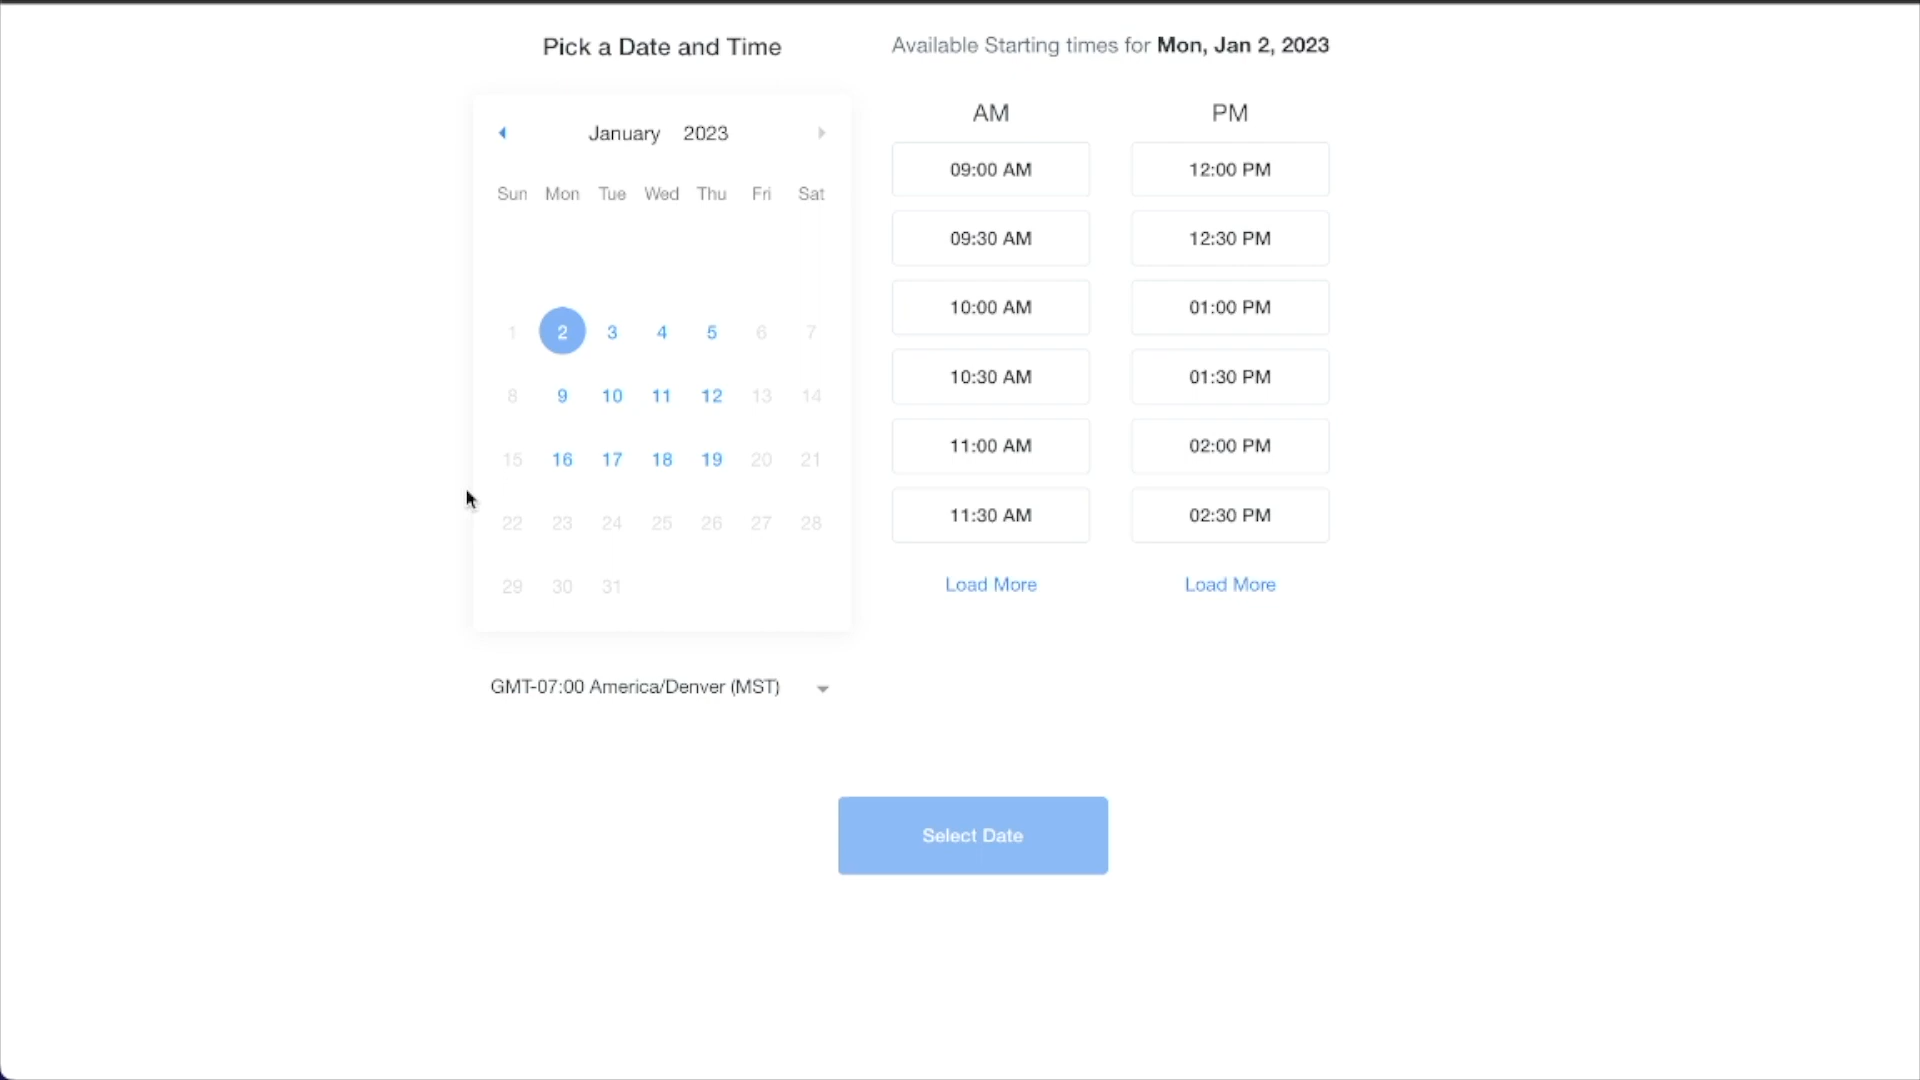 Pick a Date and Time
January 2023
Sun Mon Tue Wed Thu Fri Sat
1 2 3 4 5 6 7
8 9 10 11 12 13 14
15 16 17 18 19 20 21
22 23 24 25 26 27 28
29 30 31
GMT-07:00 America/Denver (MST)
Available Starting times for Mon, Jan 2, 2023
AM
09:00 AM
09:30 AM
10:00 AM
10:30 AM
11:00 AM
11:30 AM
Load More
PM
12:00 PM
12:30 PM
01:00 PM
01:30 PM
02:00 PM
02:30 PM
Load More
Select Date